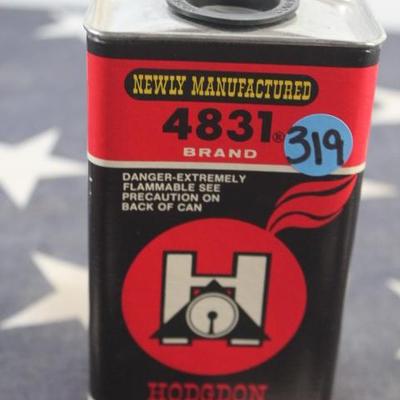 NEWLY MANUFACTURED
4831®
319
BRAND
DANGER-EXTREMELY
FLAMMABLE SEE
PRECAUTION ON
BACK OF CAN
H
HODGDON